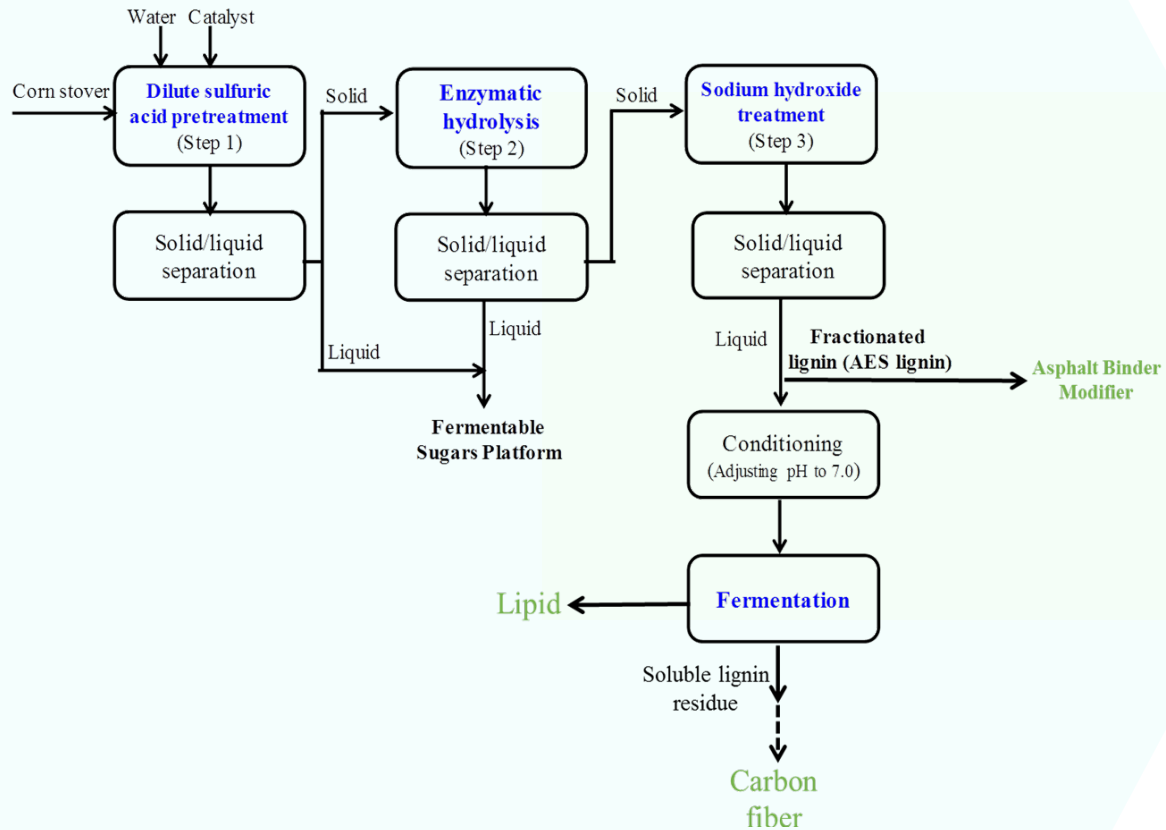 Water
Catalyst
Corn stover
Dilute sulfuric
acid pretreatment
(Step 1)
Solid
Enzymatic
hydrolysis
(Step 2)
Solid
Sodium hydroxide
treatment
(Step 3)
Solid/liquid
separation
Solid/liquid
separation
Solid/liquid
separation
Liquid
Liquid
Liquid
Fractionated
lignin (AES lignin)
Asphalt Binder
Modifier
Fermentable
Sugars Platform
Conditioning
(Adjusting pH to 7.0)
Fermentation
Lipid
Soluble lignin
residue
Carbon
fiber